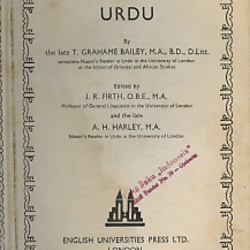 URDU
By
the late T. GRAHAME BAILEY, M.A., B.D., D.Litt.
sometime Nizam's Reader in Urdu in the University of London
at the School of Oriental and African Studies
Edited by
J. R. FIRTH, O.B.E., M.A.
Professor of General Linguistics in the University of London
and the late
A. H. HARLEY, M.A.
Nizam's Reader in Urdu in the University of London
"Indonesia"
ENGLISH UNIVERSITIES PRESS LTD.
LONDON